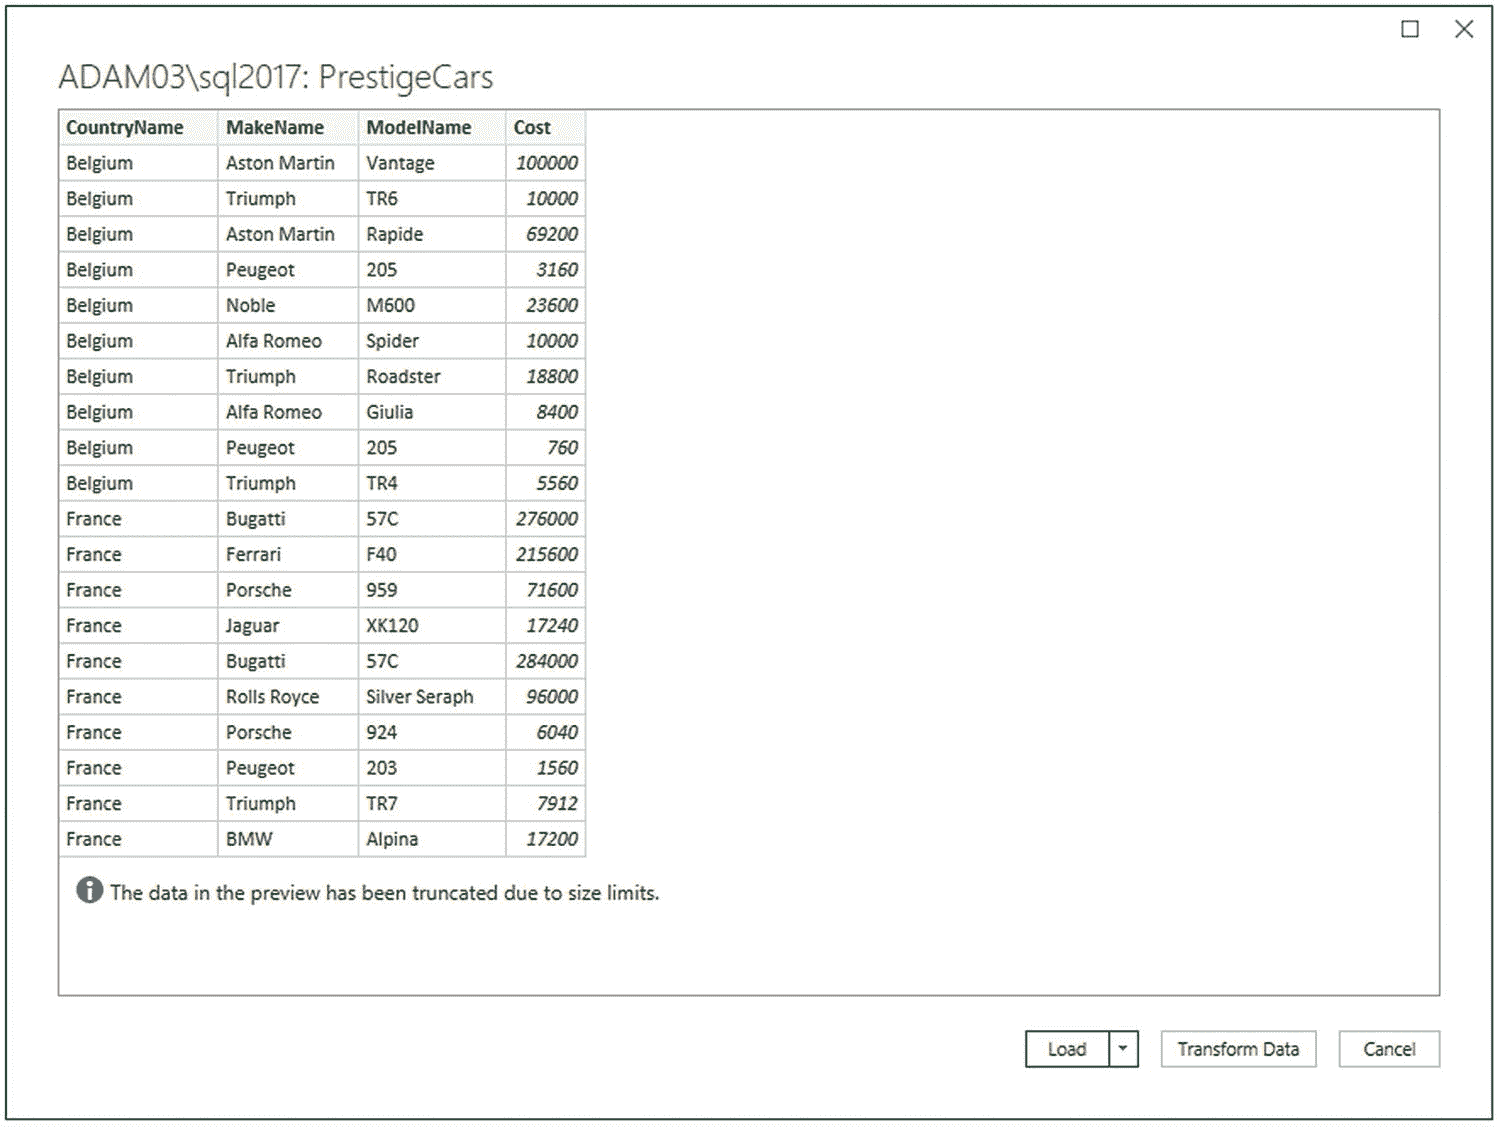 ADAM03\sql2017: PrestigeCars
CountryName MakeName ModelName Cost
Belgium Aston Martin Vantage 100000
Belgium Triumph TR6 10000
Belgium Aston Martin Rapide 69200
Belgium Peugeot 205 3160
Belgium Noble M600 23600
Belgium Alfa Romeo Spider 10000
Belgium Triumph Roadster 18800
Belgium Alfa Romeo Giulia 8400
Belgium Peugeot 205 760
Belgium Triumph TR4 5560
France Bugatti 57C 276000
France Ferrari F40 215600
France Porsche 959 71600
France Jaguar XK120 17240
France Bugatti 57C 284000
France Rolls Royce Silver Seraph 96000
France Porsche 924 6040
France Peugeot 203 1560
France Triumph TR7 7912
France BMW Alpina 17200
The data in the preview has been truncated due to size limits.
Load Transform Data Cancel